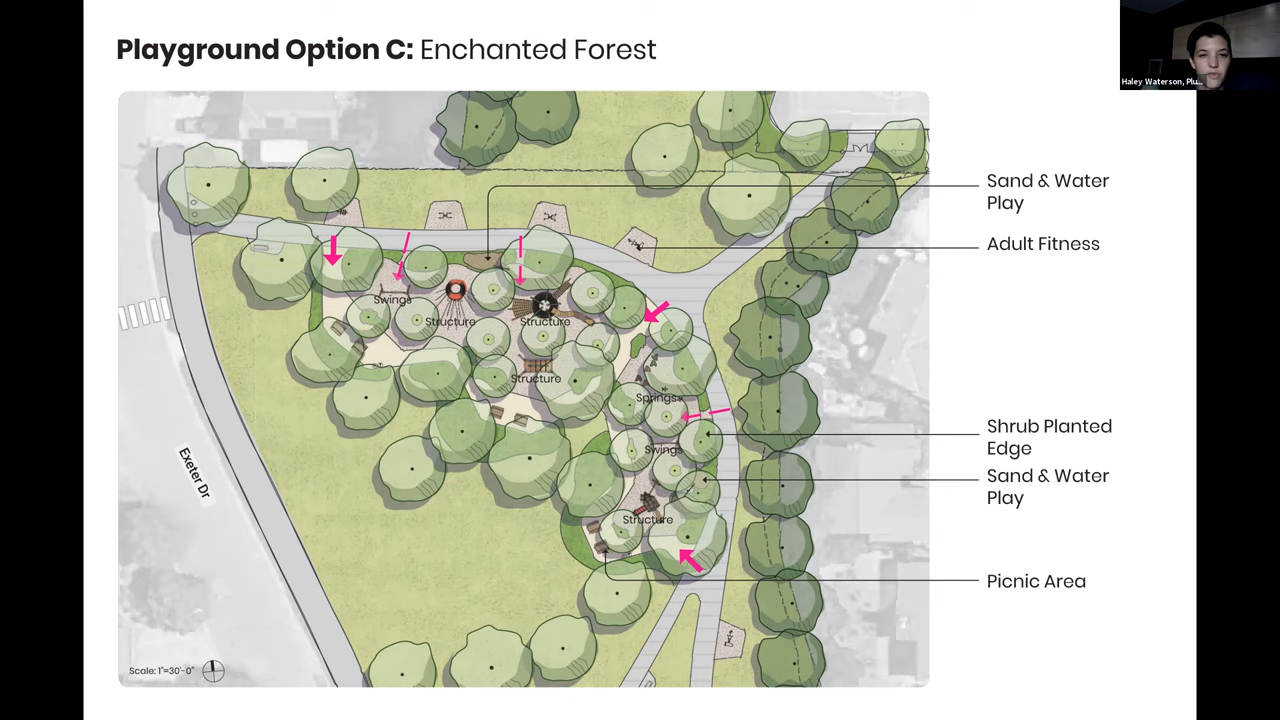 Playground Option C: Enchanted Forest
Haley Waterson, Plu...
Sand & Water
Play
Adult Fitness
Swings
Structure
Structure
Structure
Springs
Shrub Planted
Edge
Swings
Sand & Water
Play
Exeter Dr
Structure
Picnic Area
Scale: 1"=30'-0"